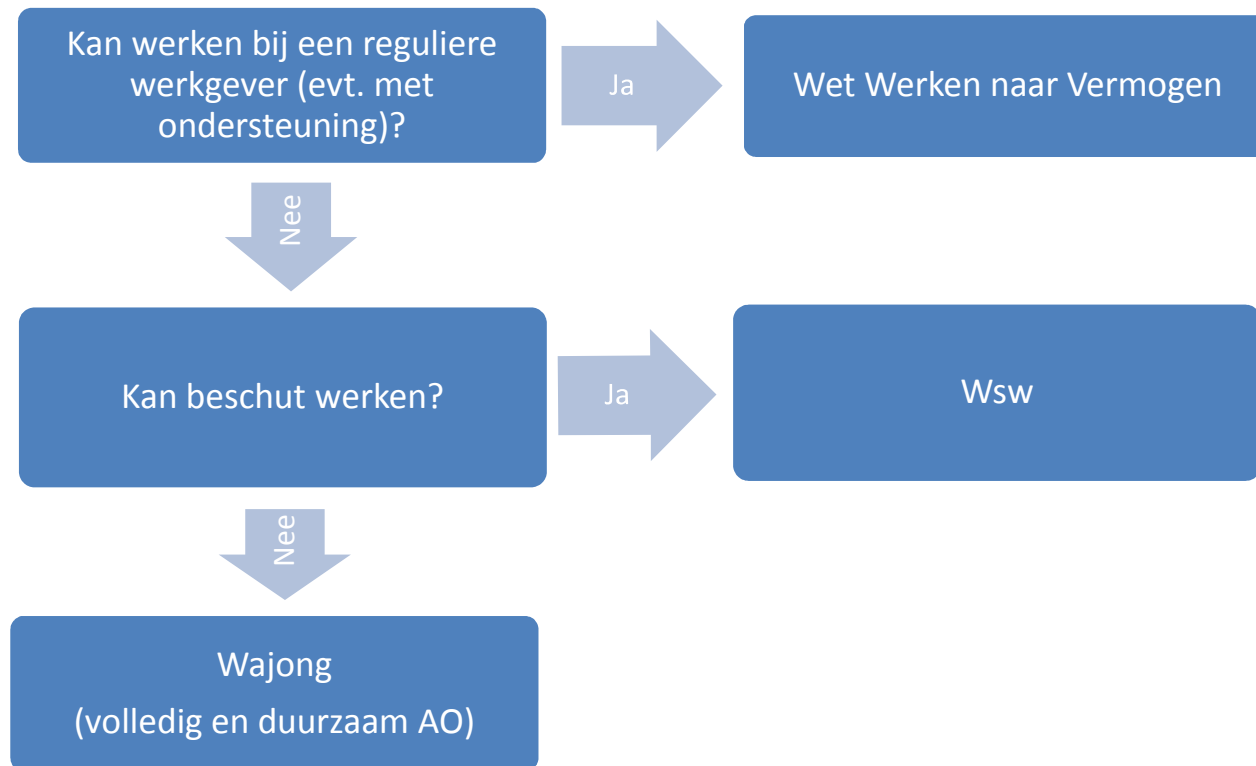 Kan werken bij een reguliere
werkgever (evt. met
ondersteuning)?
Ja
Wet Werken naar Vermogen
Nee
Kan beschut werken?
Ja
Wsw
Nee
Wajong
(volledig en duurzaam AO)